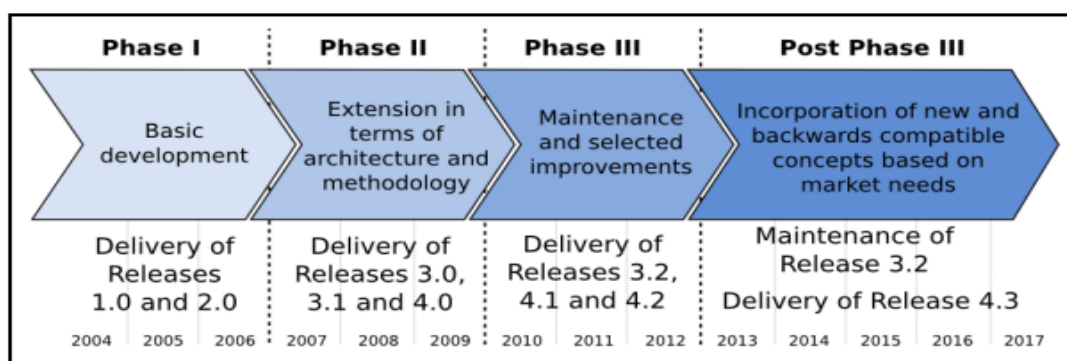 Phase I
Phase II
Phase III
Post Phase III
Basic
development
Extension in
terms of
architecture and
methodology
Maintenance
and selected
improvements
Incorporation of new and
backwards compatible
concepts based on
market needs
Delivery of
Releases
1.0 and 2.0
Delivery of
Releases 3.0,
3.1 and 4.0
Delivery of
Releases 3.2,
4.1 and 4.2
Maintenance of
Release 3.2
Delivery of Release 4.3
2004 2005 2006 2007 2008 2009 2010 2011 2012 2013 2014 2015 2016 2017